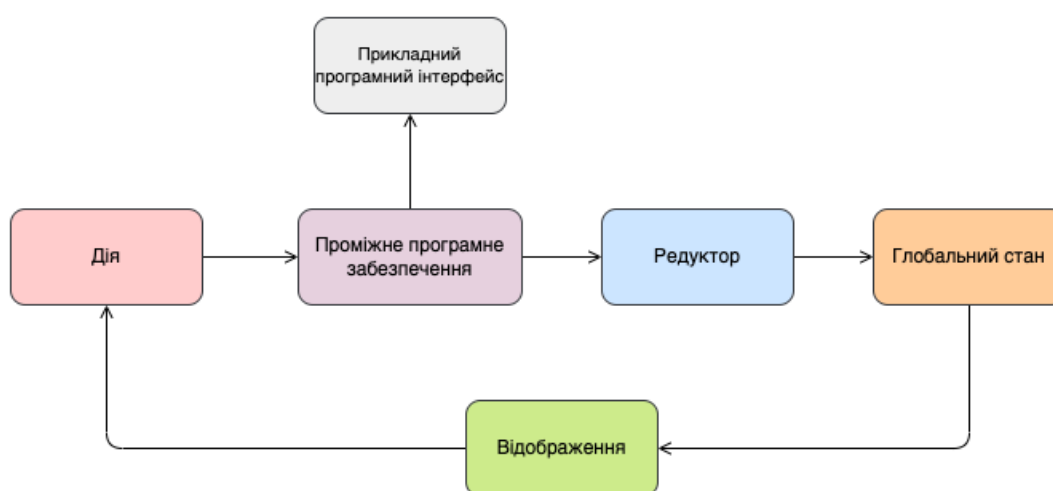 Прикладний
програмний інтерфейс
Дія
Проміжне програмне
забезпечення
Редуктор
Глобальний стан
Відображення